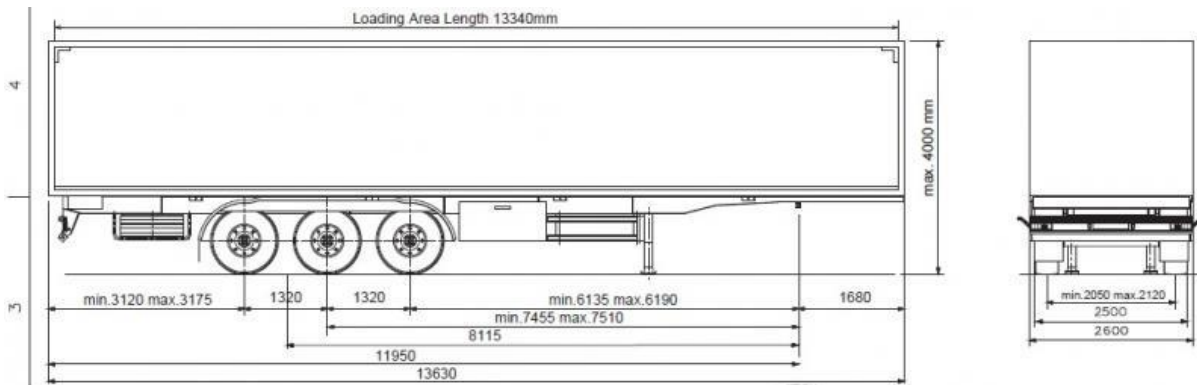 Loading Area Length 13340mm
4
max. 4000 mm
3
min.3120 max.3175
1320
1320
min.6135 max.6190
1680
min.7455 max.7510
8115
11950
13630
min.2050 max.2120
2500
2600